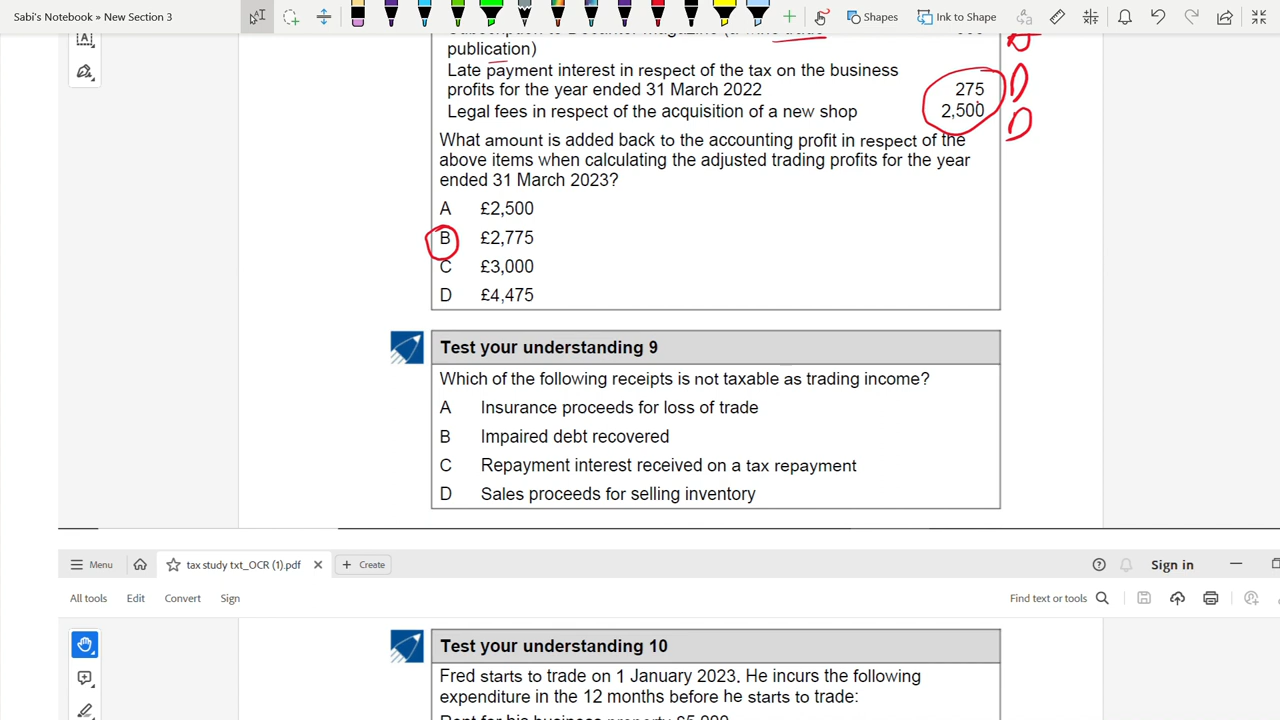 Sabi's Notebook » New Section 3
Shapes
Ink to Shape
publication)
Late payment interest in respect of the tax on the business
profits for the year ended 31 March 2022 275 D
Legal fees in respect of the acquisition of a new shop 2,500 D
What amount is added back to the accounting profit in respect of the
above items when calculating the adjusted trading profits for the year
ended 31 March 2023?
A £2,500
B £2,775
C £3,000
D £4,475
Test your understanding 9
Which of the following receipts is not taxable as trading income?
A Insurance proceeds for loss of trade
B Impaired debt recovered
C Repayment interest received on a tax repayment
D Sales proceeds for selling inventory
Menu
tax study txt_OCR (1).pdf
Create
Sign in
All tools Edit Convert Sign
Find text or tools
Test your understanding 10
Fred starts to trade on 1 January 2023. He incurs the following
expenditure in the 12 months before he starts to trade:
Rent for his business property £5,000